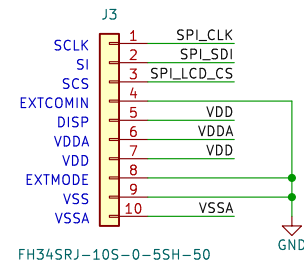 J3
SCLK 1 SPI_CLK
SI 2 SPI_SDI
SCS 3 SPI_LCD_CS
EXTCOMIN 4
DISP 5 VDD
VDDA 6 VDDA
VDD 7 VDD
EXTMODE 8
VSS 9
VSSA 10 VSSA
GND
FH34SRJ-10S-0-5SH-50